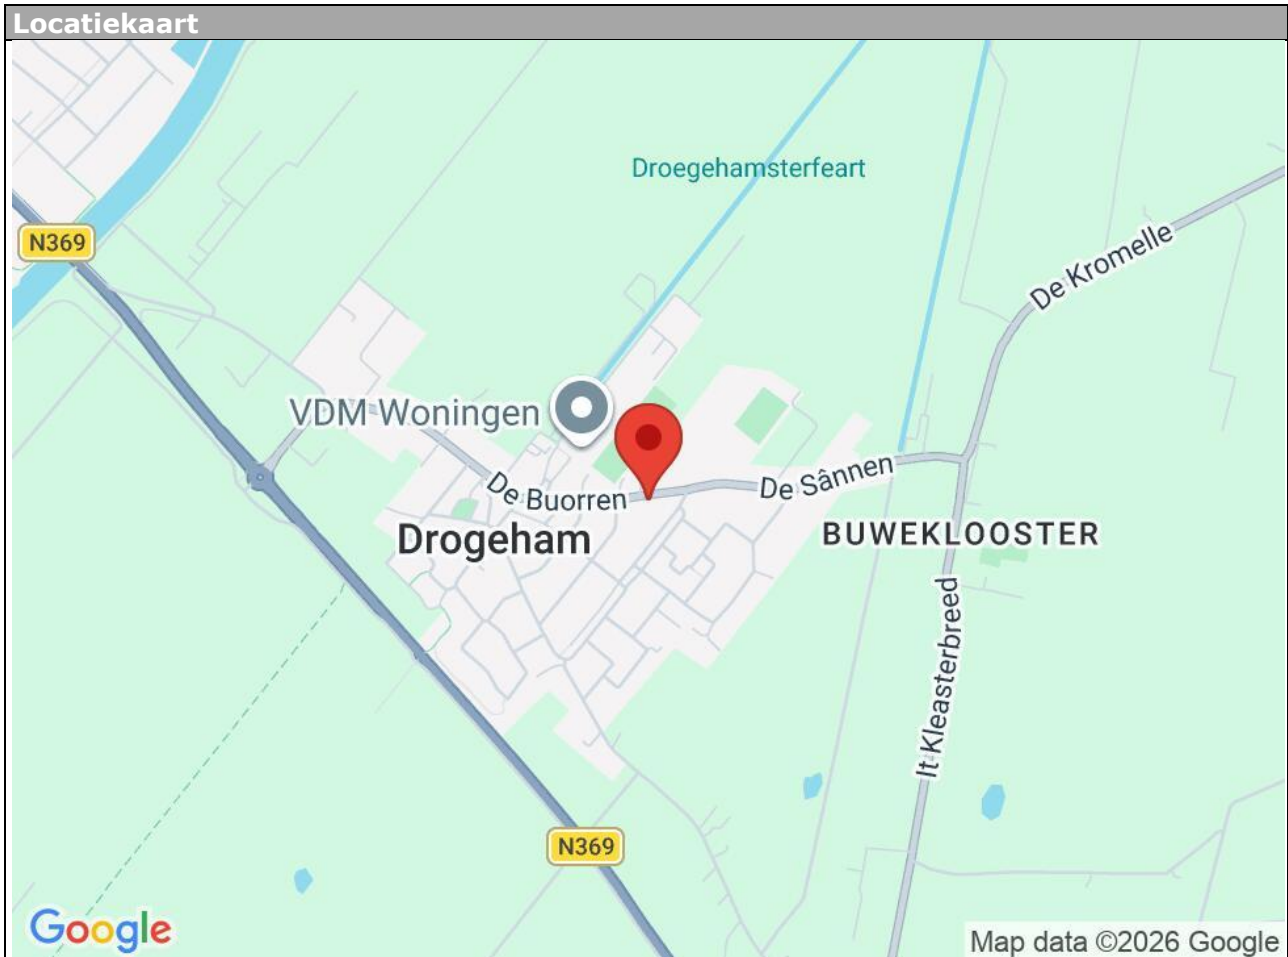 Locatiekaart
Droegehamsterfeart
N369
De Kromelle
VDM Woningen
De Buorren
De Sânnen
Drogeham
BUWEKLOOSTER
It Kleasterbreed
N369
Google
Map data ©2026 Google